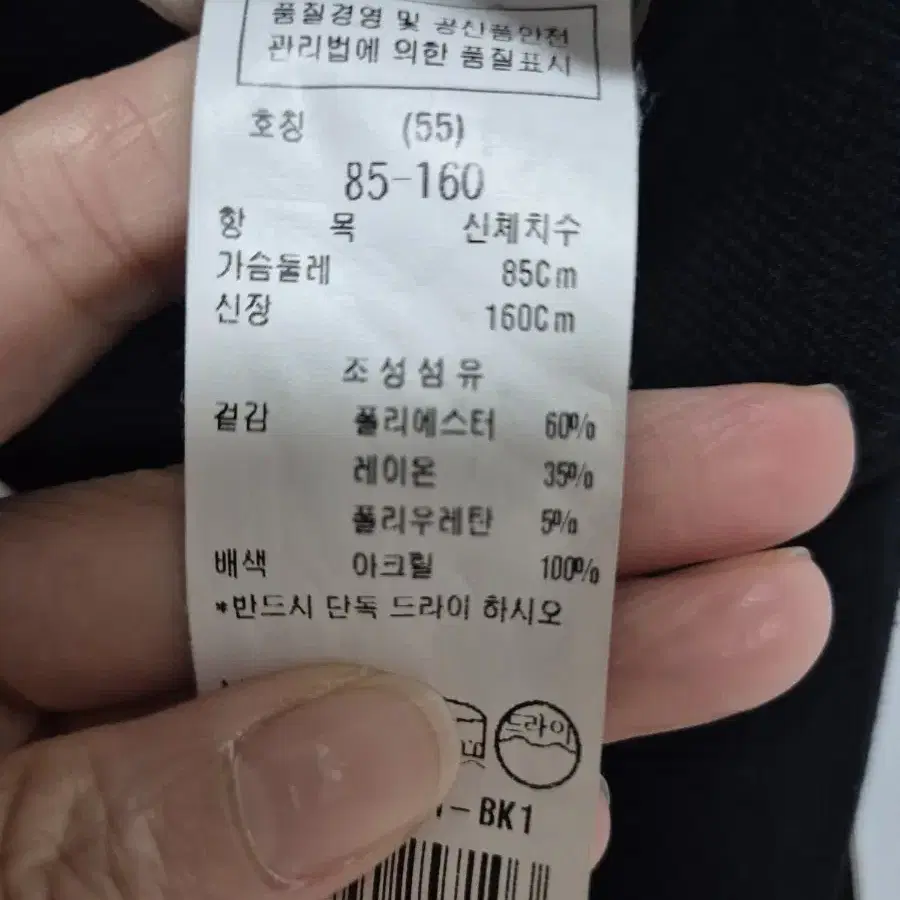 품질경영 및 공산품안전
관리법에 의한 품질표시
호칭 (55)
85-160
항 목 신체치수
가슴둘레 85Cm
신장 160Cm
조성섬유
겉감 폴리에스터 60%
레이온 35%
폴리우레탄 5%
배색 아크릴 100%
*반드시 단독 드라이 하시오
드라이
-BK1